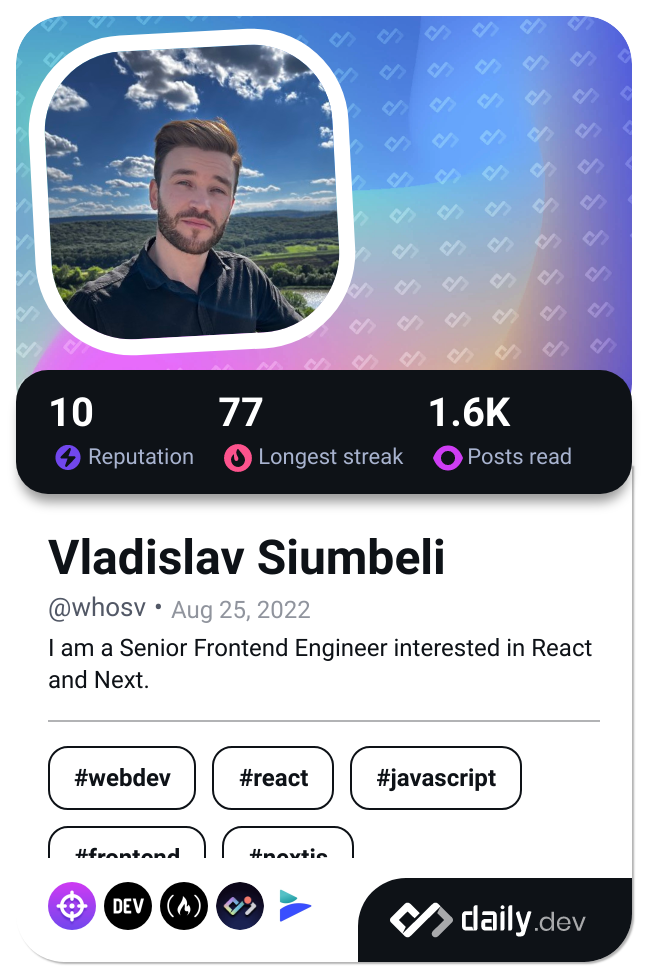 10 77 1.6K
Reputation Longest streak Posts read
Vladislav Siumbeli
@whosv • Aug 25, 2022
I am a Senior Frontend Engineer interested in React
and Next.
#webdev #react #javascript
#frontend #nextjs
DEV
daily.dev